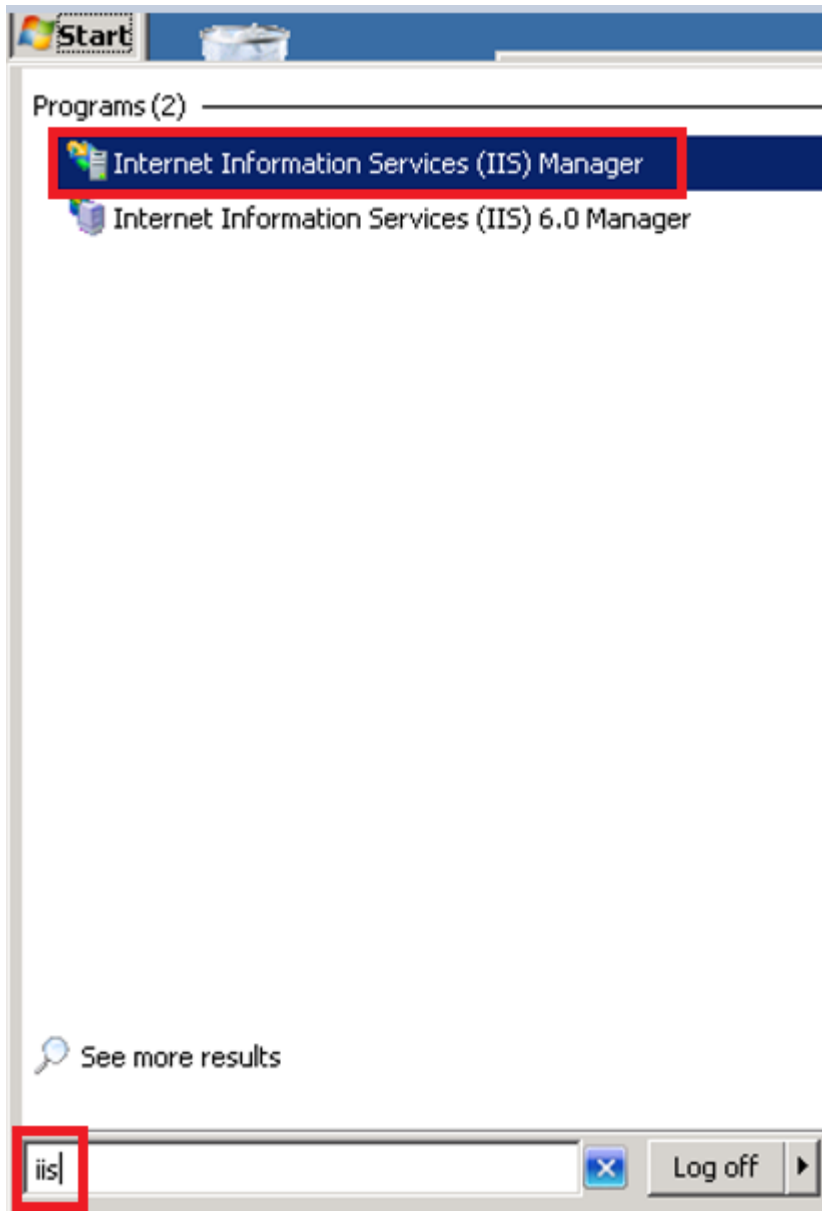 Start
Programs (2)
Internet Information Services (IIS) Manager
Internet Information Services (IIS) 6.0 Manager
See more results
iis
Log off